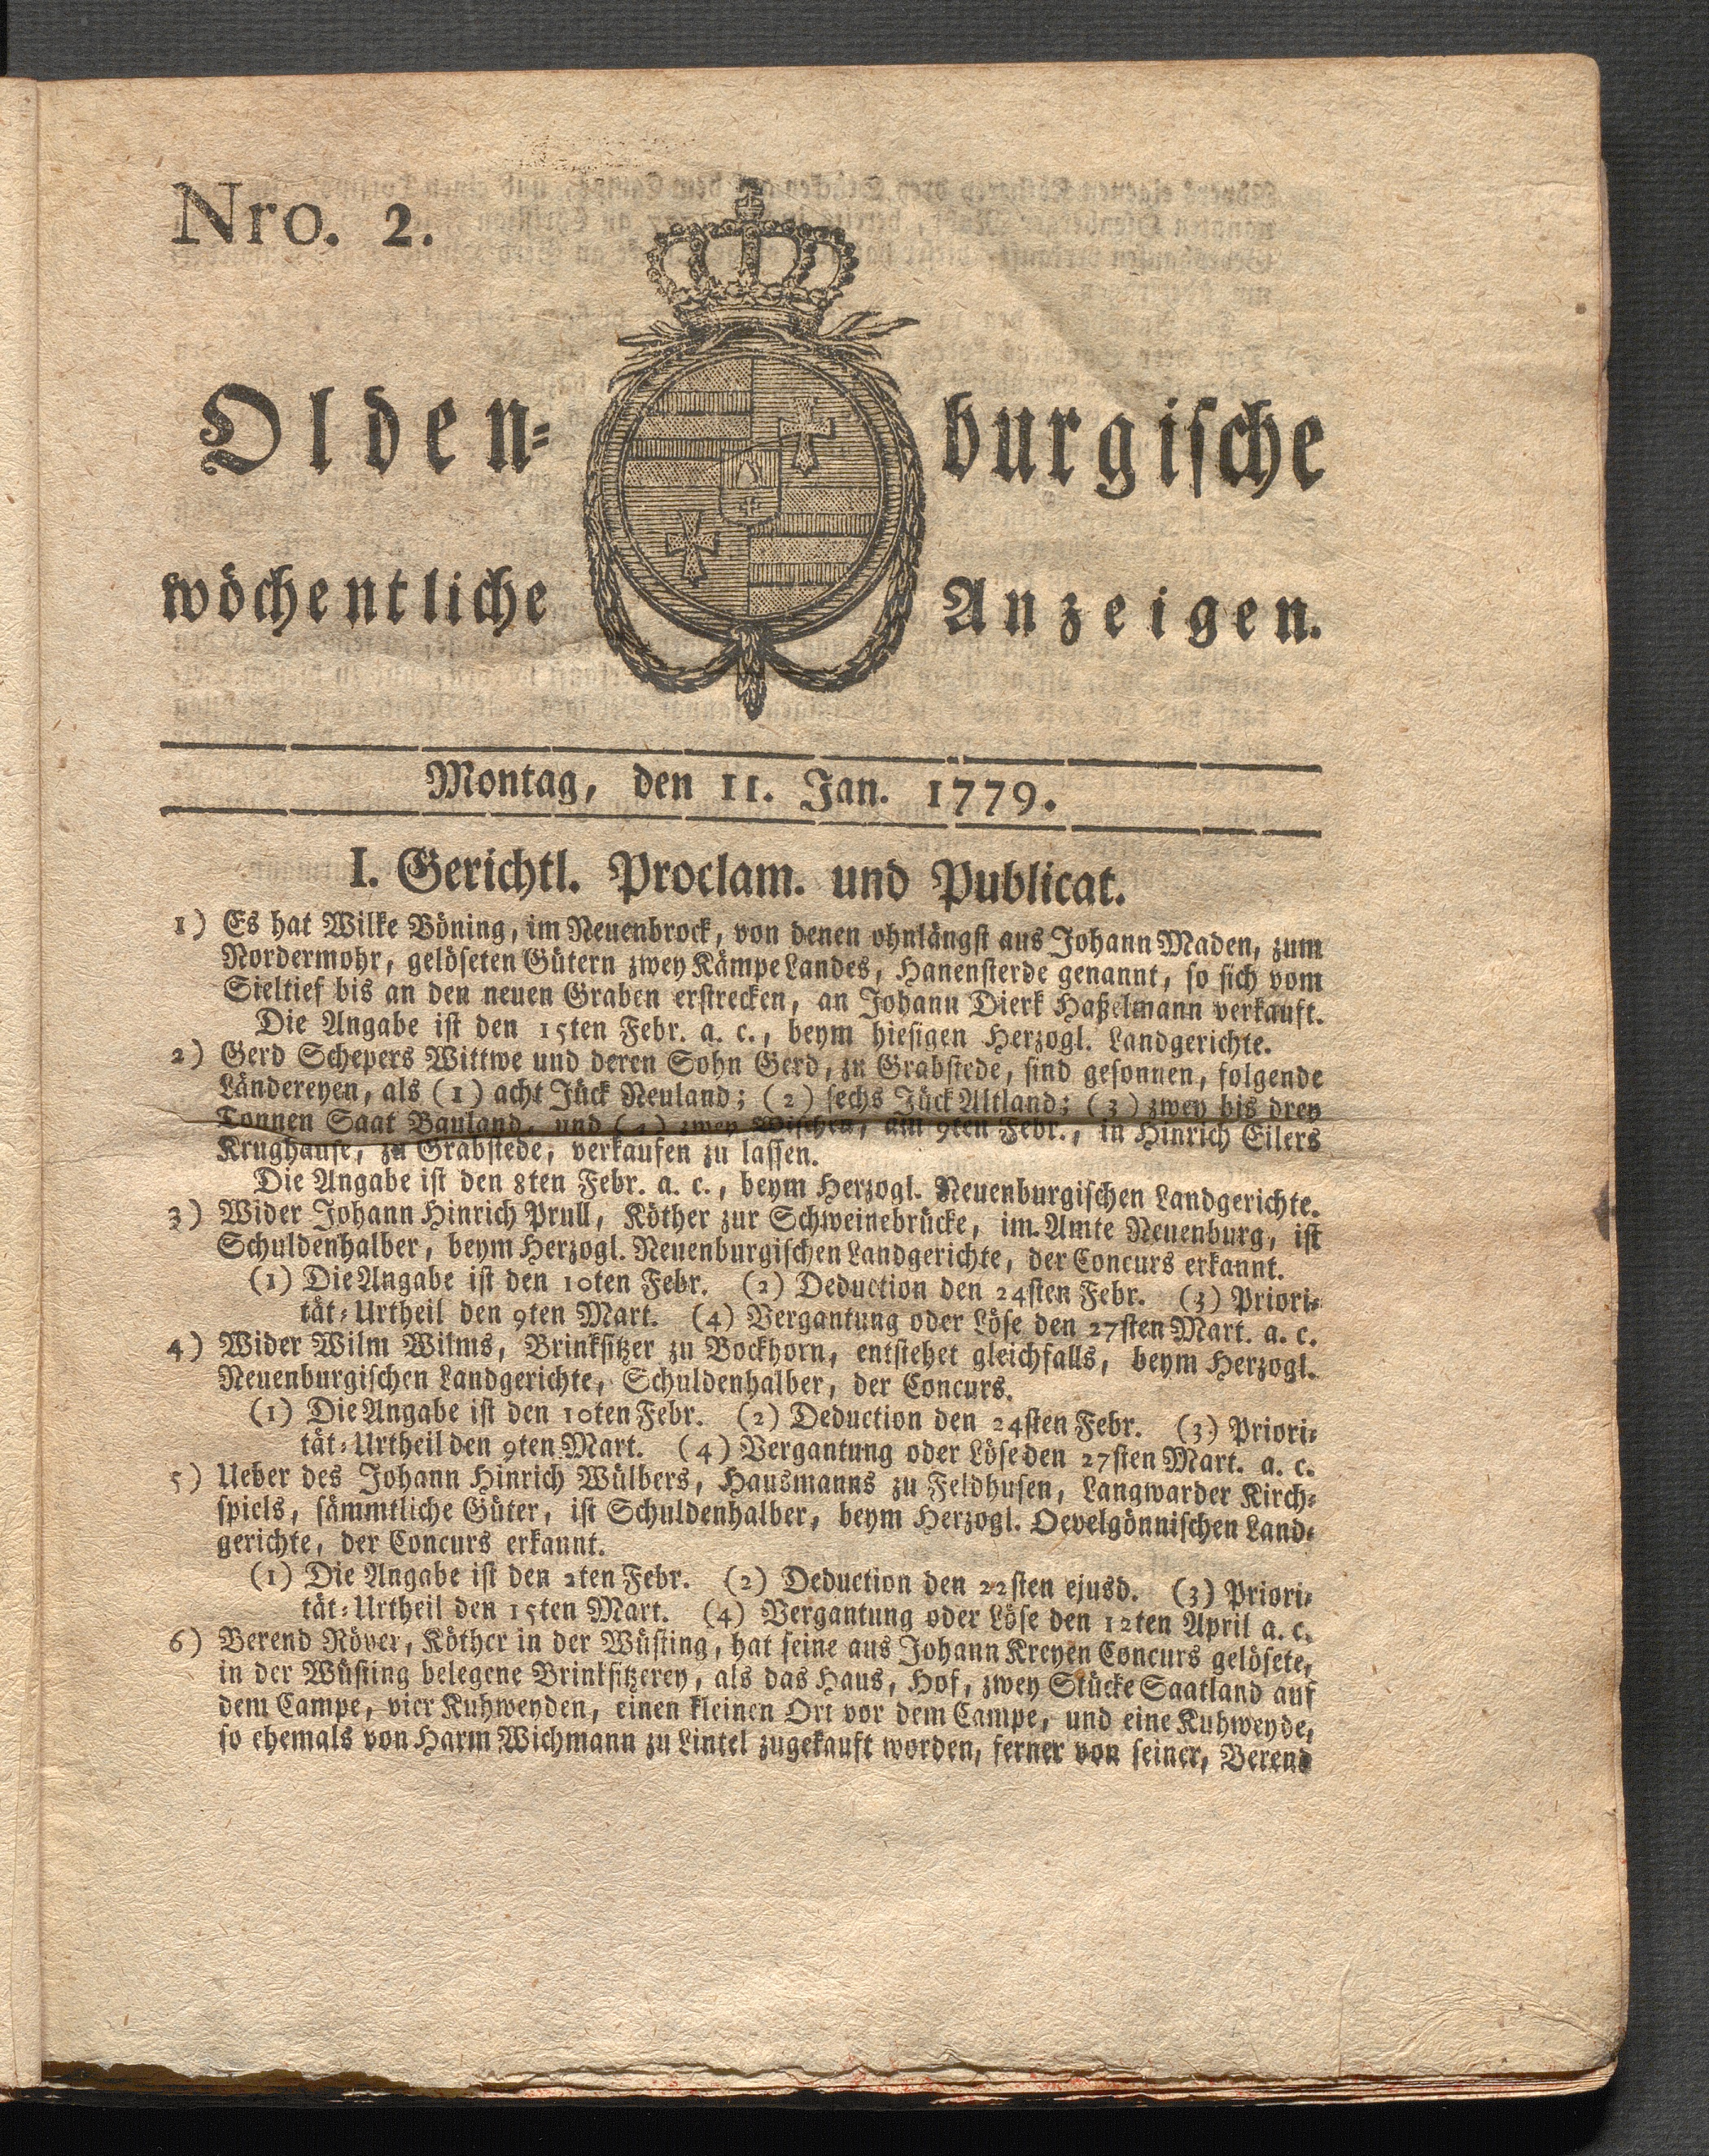 Nro. 2.
Olden- burgische
wöchentliche Anzeigen.
Montag, den 11. Jan. 1779.
I. Gerichtl. Proclam. und Publicat.
1) Es hat Wilke Böning, im Neuenbrock, von denen ohnlängst aus Johann Maden, zum
Nordermohr, gelöseten Gütern zwey Kämpe Landes, Hanensterde genannt, so sich vom
Sieltief bis an den neuen Graben erstrecken, an Johann Dierk Haßelmann verkauft.
Die Angabe ist den 15ten Febr. a. c., beym hiesigen Herzogl. Landgerichte.
2) Gerd Schepers Wittwe und deren Sohn Gerd, zu Grabstede, sind gesonnen, folgende
Ländereyen, als (1) acht Jück Neuland; (2) sechs Jück Altland; (3) zwey bis drey
Tonnen Saat Bauland, und (4) zwey Wischen, am 9ten Febr., in Hinrich Eilers
Krughause, zu Grabstede, verkaufen zu lassen.
Die Angabe ist den 8ten Febr. a. c., beym Herzogl. Neuenburgischen Landgerichte.
3) Wider Johann Hinrich Prull, Köther zur Schweinebrücke, im Amte Neuenburg, ist
Schuldenhalber, beym Herzogl. Neuenburgischen Landgerichte, der Concurs erkannt.
(1) Die Angabe ist den 10ten Febr. (2) Deduction den 24sten Febr. (3) Priori-
tät-Urtheil den 9ten Mart. (4) Vergantung oder Löse den 27sten Mart. a. c.
4) Wider Wilm Wilms, Brinksitzer zu Bockhorn, entstehet gleichfalls, beym Herzogl.
Neuenburgischen Landgerichte, Schuldenhalber, der Concurs.
(1) Die Angabe ist den 10ten Febr. (2) Deduction den 24sten Febr. (3) Priori-
tät-Urtheil den 9ten Mart. (4) Vergantung oder Löse den 27sten Mart. a. c.
5) Ueber des Johann Hinrich Wülbers, Hausmanns zu Feldhusen, Langwarder Kirch-
spiels, sämmtliche Güter, ist Schuldenhalber, beym Herzogl. Oevelgönnischen Land-
gerichte, der Concurs erkannt.
(1) Die Angabe ist den 2ten Febr. (2) Deduction den 22sten ejusd. (3) Priori-
tät-Urtheil den 15ten Mart. (4) Vergantung oder Löse den 12ten April a. c.
6) Berend Röver, Köther in der Wüsting, hat seine aus Johann Kreyen Concurs gelösete,
in der Wüsting belegene Brinksitzerey, als das Haus, Hof, zwey Stücke Saatland auf
dem Campe, vier Kuhweyden, einen kleinen Ort vor dem Campe, und eine Kuhweyde,
so ehemals von Harm Wichmann zu Lintel zugekauft worden, ferner von seiner, Berend